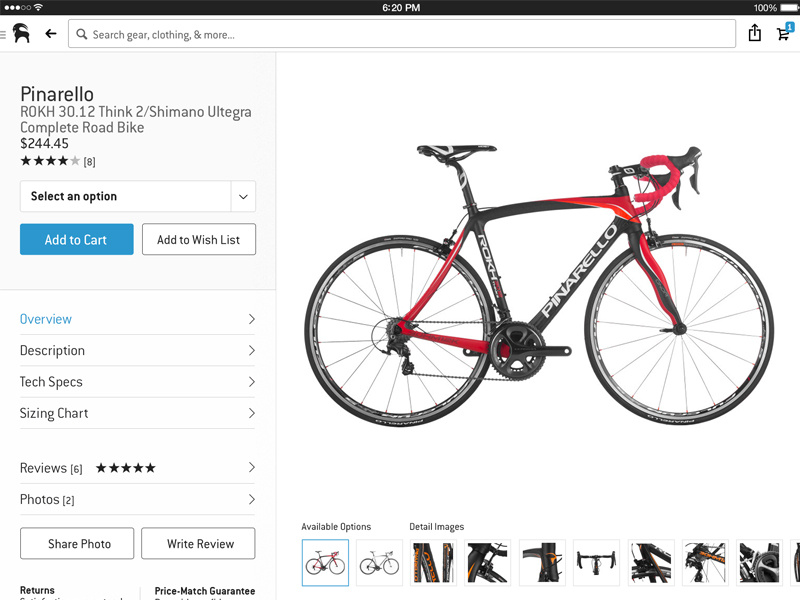 6:20 PM
100%
Search gear, clothing, & more...
1
Pinarello
ROKH 30.12 Think 2/Shimano Ultegra
Complete Road Bike
$244.45
[8]
Select an option
Add to Cart
Add to Wish List
Overview
Description
Tech Specs
Sizing Chart
Reviews [6]
Photos [2]
Share Photo
Write Review
Returns
Price-Match Guarantee
ROKH
PINARELLO
PINARELLO
PINARELLO
Available Options
Detail Images